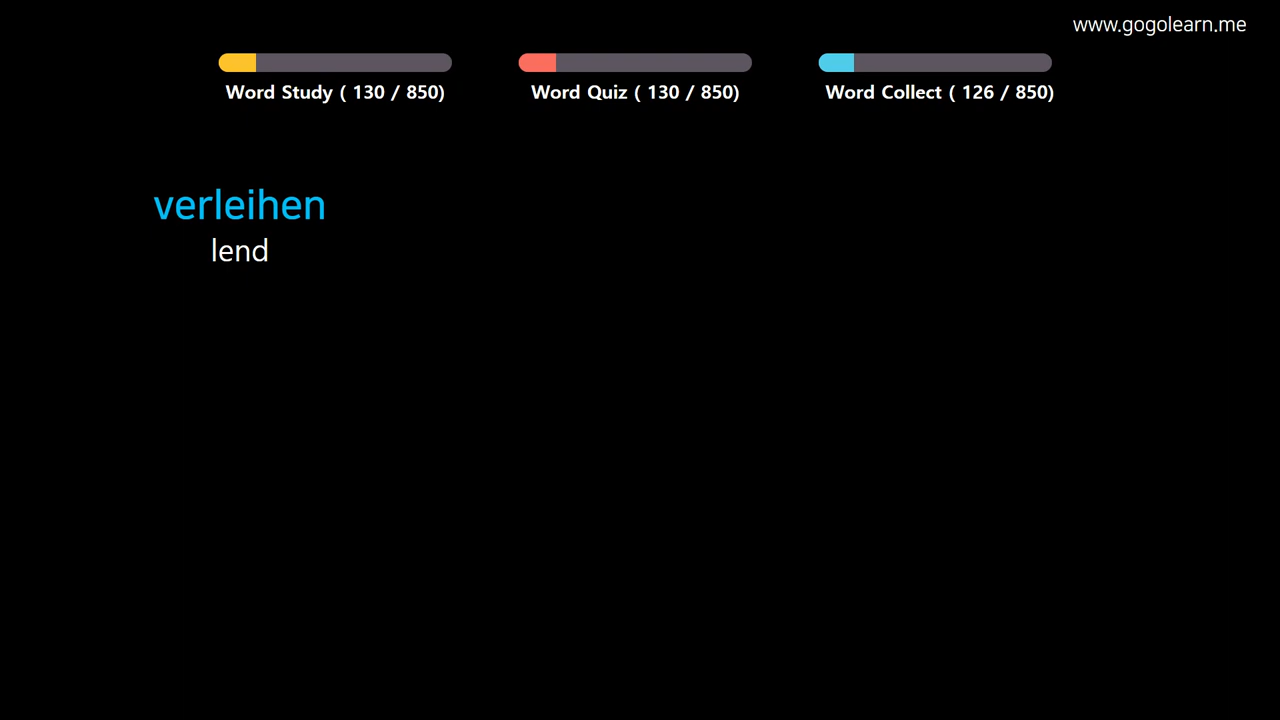 www.gogolearn.me
Word Study ( 130 / 850)
Word Quiz ( 130 / 850)
Word Collect ( 126 / 850)
verleihen
lend